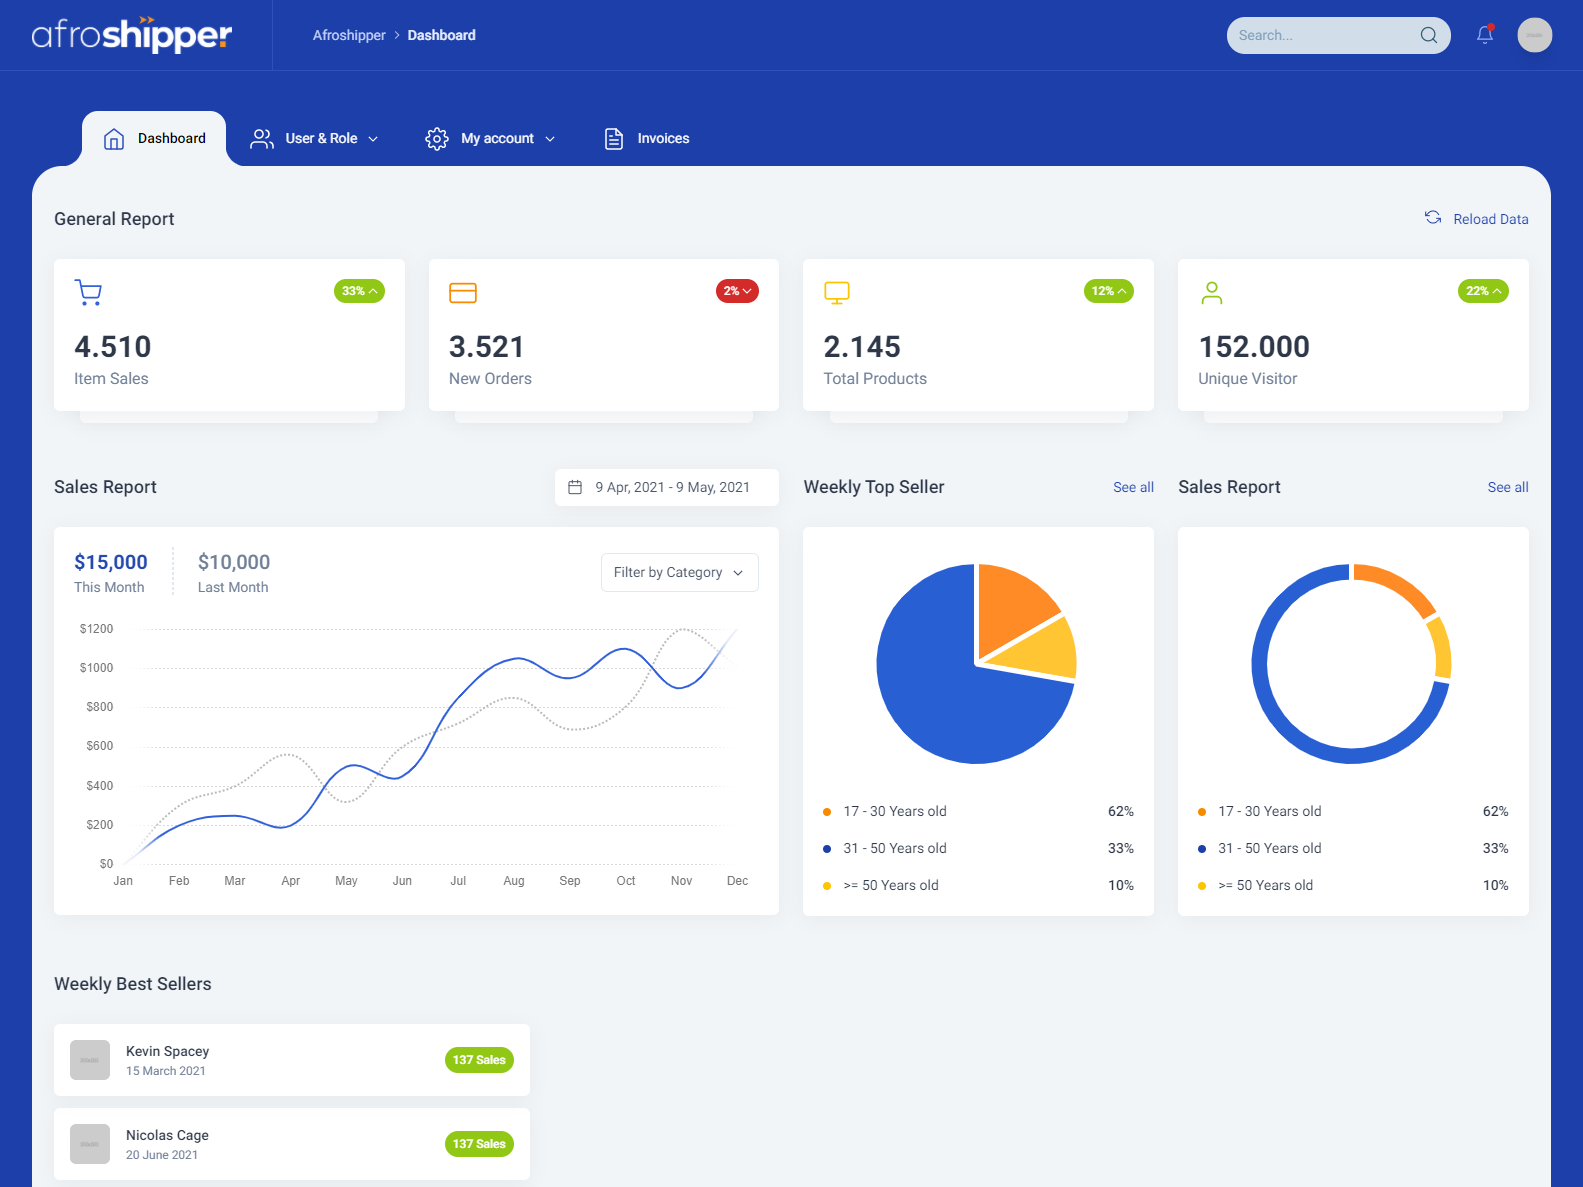 afroshipper
Afroshipper > Dashboard
Search...
Dashboard
User & Role
My account
Invoices
General Report
Reload Data
33%
4.510
Item Sales
2%
3.521
New Orders
12%
2.145
Total Products
22%
152.000
Unique Visitor
Sales Report
9 Apr, 2021 - 9 May, 2021
$15,000
This Month
$10,000
Last Month
Filter by Category
$1200
$1000
$800
$600
$400
$200
$0
Jan Feb Mar Apr May Jun Jul Aug Sep Oct Nov Dec
Weekly Top Seller
See all
17 - 30 Years old 62%
31 - 50 Years old 33%
>= 50 Years old 10%
Sales Report
See all
17 - 30 Years old 62%
31 - 50 Years old 33%
>= 50 Years old 10%
Weekly Best Sellers
Kevin Spacey
15 March 2021
137 Sales
Nicolas Cage
20 June 2021
137 Sales